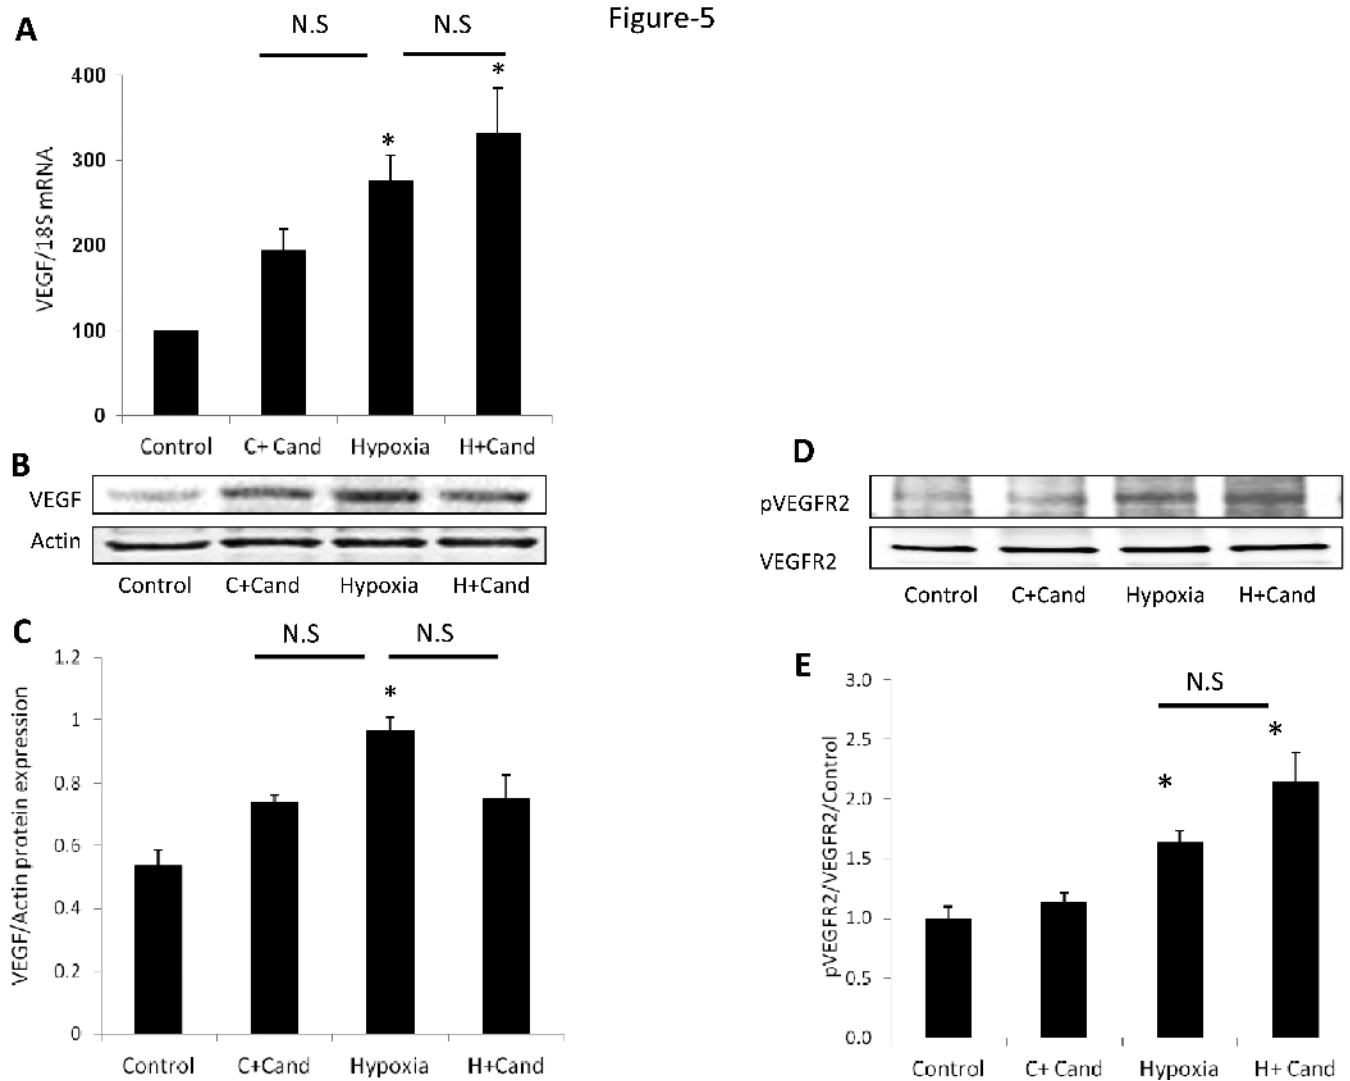 Figure-5
A
N.S
N.S
*
*
400
300
200
100
0
VEGF/18S mRNA
Control
C+ Cand
Hypoxia
H+Cand
B
VEGF
Actin
Control
C+Cand
Hypoxia
H+Cand
C
N.S
N.S
*
1.2
1
0.8
0.6
0.4
0.2
0
VEGF/Actin protein expression
Control
C+Cand
Hypoxia
H+Cand
D
pVEGFR2
VEGFR2
Control
C+Cand
Hypoxia
H+Cand
E
N.S
*
*
3.0
2.5
2.0
1.5
1.0
0.5
0.0
pVEGFR2/VEGFR2/Control
Control
C+ Cand
Hypoxia
H+ Cand